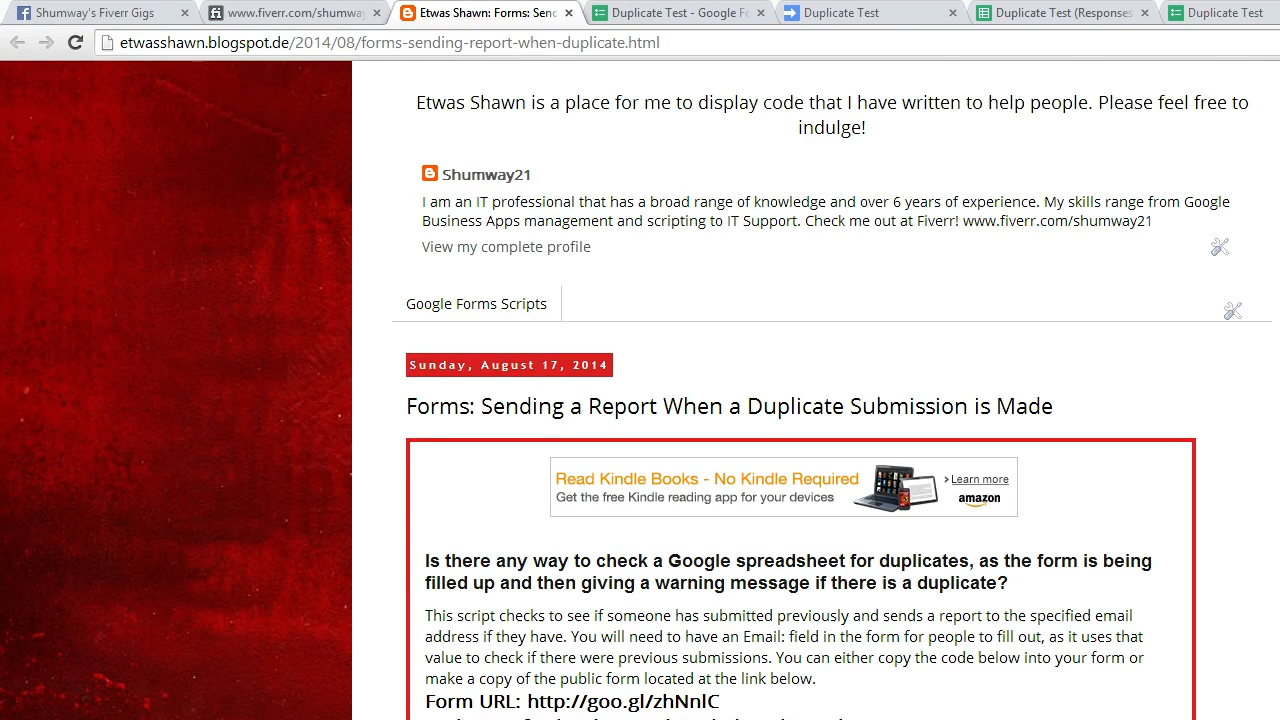 Shumway's Fiverr Gigs
www.fiverr.com/shumway
Etwas Shawn: Forms: Sen
Duplicate Test - Google Fo
Duplicate Test
Duplicate Test (Responses
Duplicate Test
etwasshawn.blogspot.de/2014/08/forms-sending-report-when-duplicate.html
Etwas Shawn is a place for me to display code that I have written to help people. Please feel free to
indulge!
Shumway21
I am an IT professional that has a broad range of knowledge and over 6 years of experience. My skills range from Google
Business Apps management and scripting to IT Support. Check me out at Fiverr! www.fiverr.com/shumway21
View my complete profile
Google Forms Scripts
Sunday, August 17, 2014
Forms: Sending a Report When a Duplicate Submission is Made
Read Kindle Books - No Kindle Required
Get the free Kindle reading app for your devices
Learn more
amazon
Is there any way to check a Google spreadsheet for duplicates, as the form is being
filled up and then giving a warning message if there is a duplicate?
This script checks to see if someone has submitted previously and sends a report to the specified email
address if they have. You will need to have an Email: field in the form for people to fill out, as it uses that
value to check if there were previous submissions. You can either copy the code below into your form or
make a copy of the public form located at the link below.
Form URL: http://goo.gl/zhNnlC